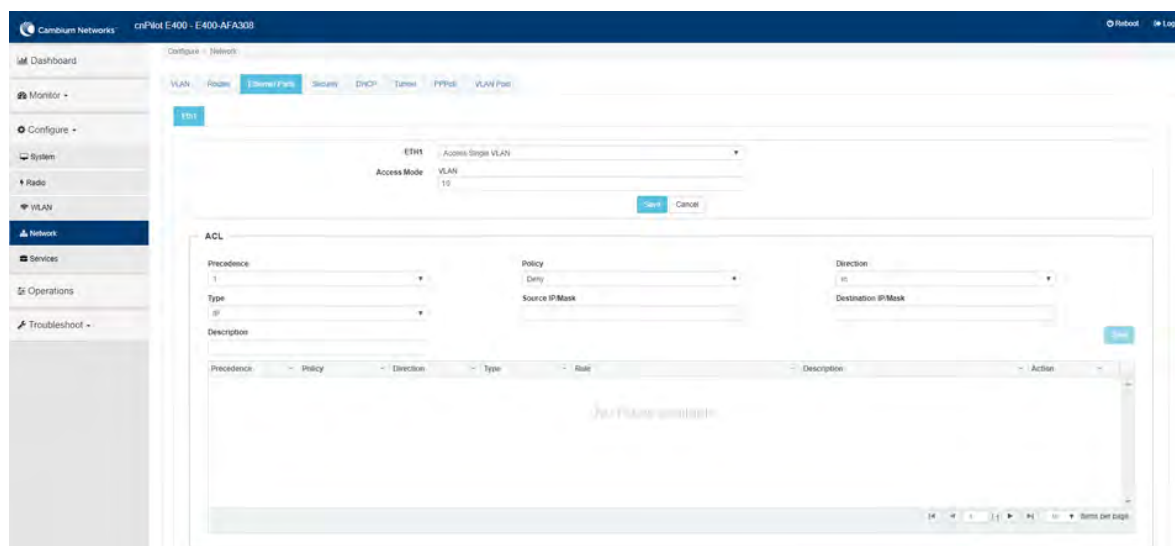 Cambium Networks cnPilot E400 - E400-AFA308 Reboot Log
Dashboard
Monitor
Configure
System
Radio
WLAN
Network
Services
Operations
Troubleshoot
Configure Network
VLAN Routes Ethernet Ports Security DHCP Tunnel PPPoE VLAN Pool
ETH1
ETH1 Access Single VLAN
Access Mode VLAN
10
Save Cancel
ACL
Precedence Policy Direction
1 Deny in
Type Source IP/Mask Destination IP/Mask
IP
Description
Save
Precedence Policy Direction Type Rule Description Action
1 10 items per page